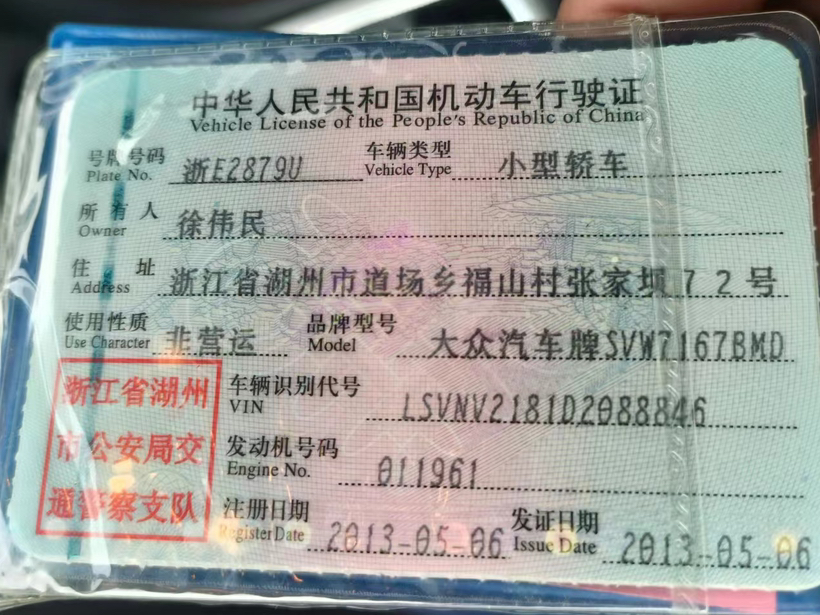 中华人民共和国机动车行驶证
Vehicle License of the People's Republic of China
号牌号码 浙E2879U 车辆类型 小型轿车
Plate No. Vehicle Type
所有人 徐伟民
Owner
住址 浙江省湖州市道场乡福山村张家坝72号
Address
使用性质 非营运 品牌型号 大众汽车牌SVW7167BMD
Use Character Model
浙江省湖州市公安局交通警察支队
车辆识别代号 LSVNV2181D2088846
VIN
发动机号码 011961
Engine No.
注册日期 2013-05-06 发证日期 2013-05-06
Register Date Issue Date